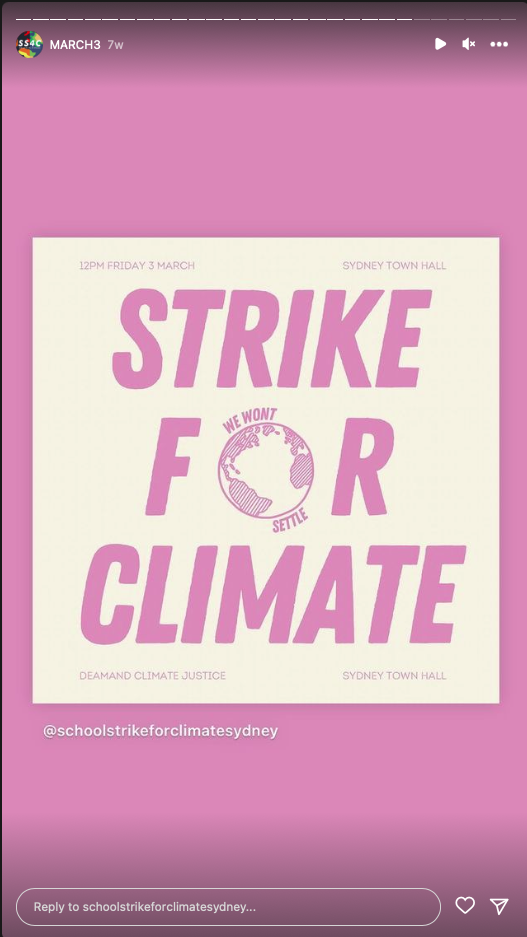 SS4C
MARCH3 7w
12PM FRIDAY 3 MARCH SYDNEY TOWN HALL
STRIKE
F R
WE WONT
SETTLE
CLIMATE
DEAMAND CLIMATE JUSTICE SYDNEY TOWN HALL
@schoolstrikeforclimatesydney
Reply to schoolstrikeforclimatesydney...